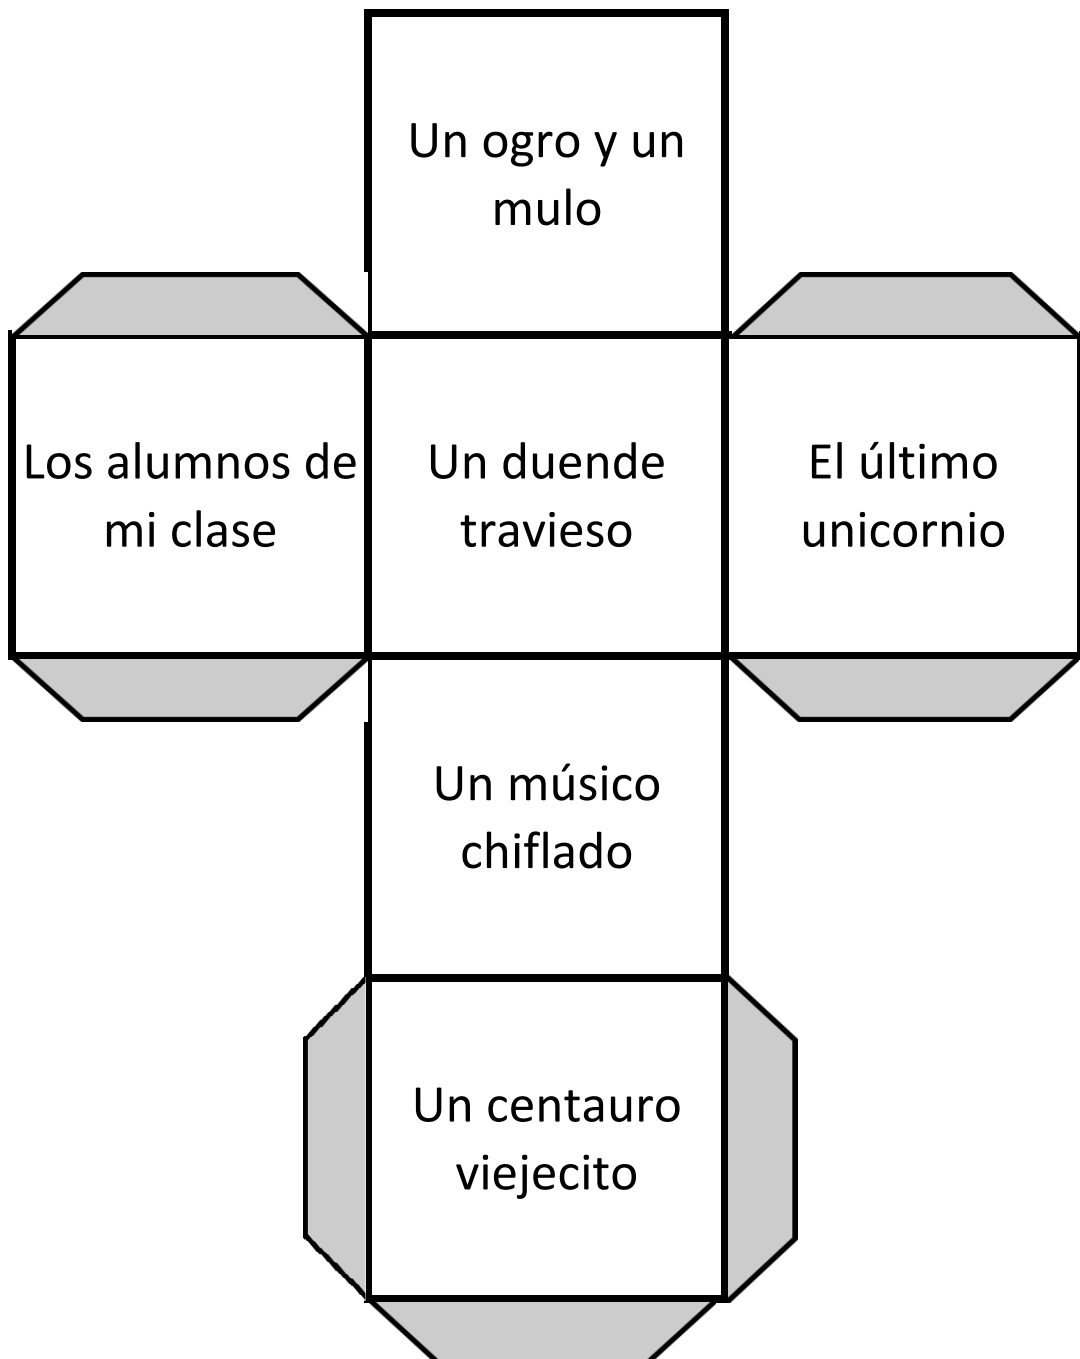 Un ogro y un
mulo
Los alumnos de
mi clase
Un duende
travieso
El último
unicornio
Un músico
chiflado
Un centauro
viejecito